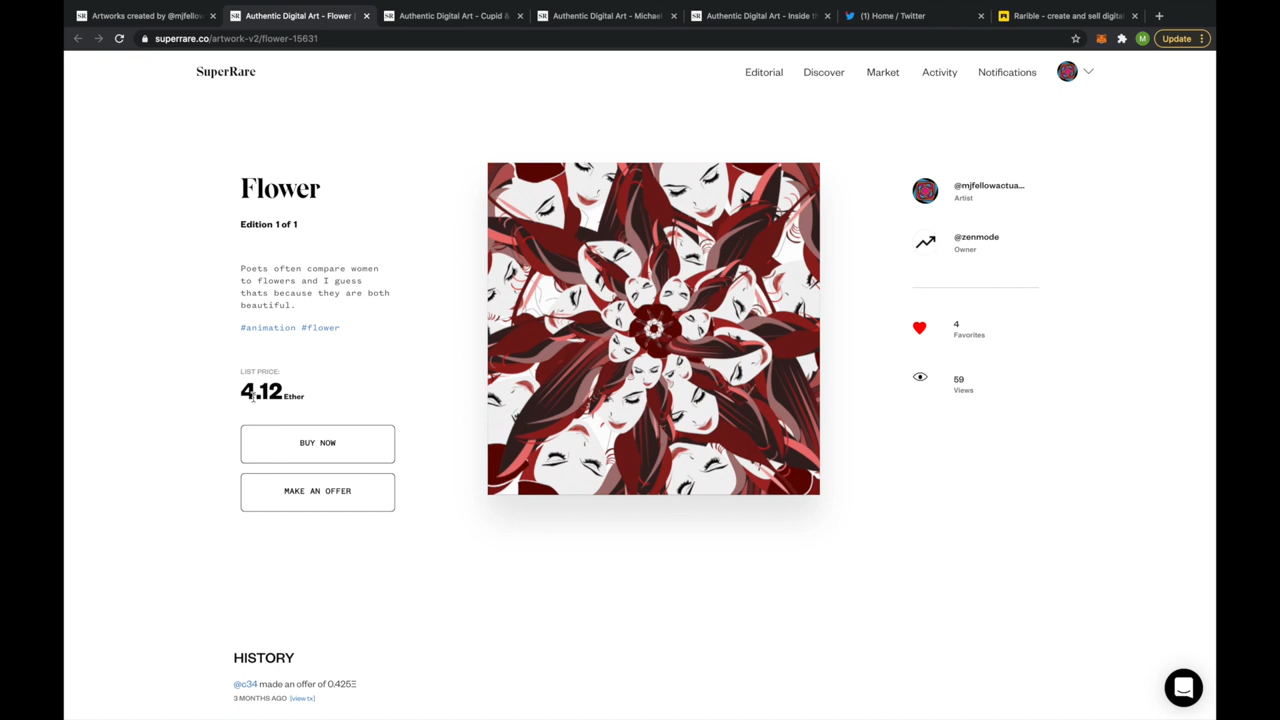 Artworks created by @mjfellow
Authentic Digital Art - Flower |
Authentic Digital Art - Cupid &
Authentic Digital Art - Michael
Authentic Digital Art - Inside th
(1) Home / Twitter
Rarible - create and sell digital
superrare.co/artwork-v2/flower-15631
M
Update
SuperRare
Editorial
Discover
Market
Activity
Notifications
Flower
Edition 1 of 1
Poets often compare women
to flowers and I guess
thats because they are both
beautiful.
#animation #flower
LIST PRICE:
4.12 Ether
BUY NOW
MAKE AN OFFER
@mjfellowactua...
Artist
@zenmode
Owner
4
Favorites
59
Views
HISTORY
@c34 made an offer of 0.425Ξ
3 MONTHS AGO [view tx]